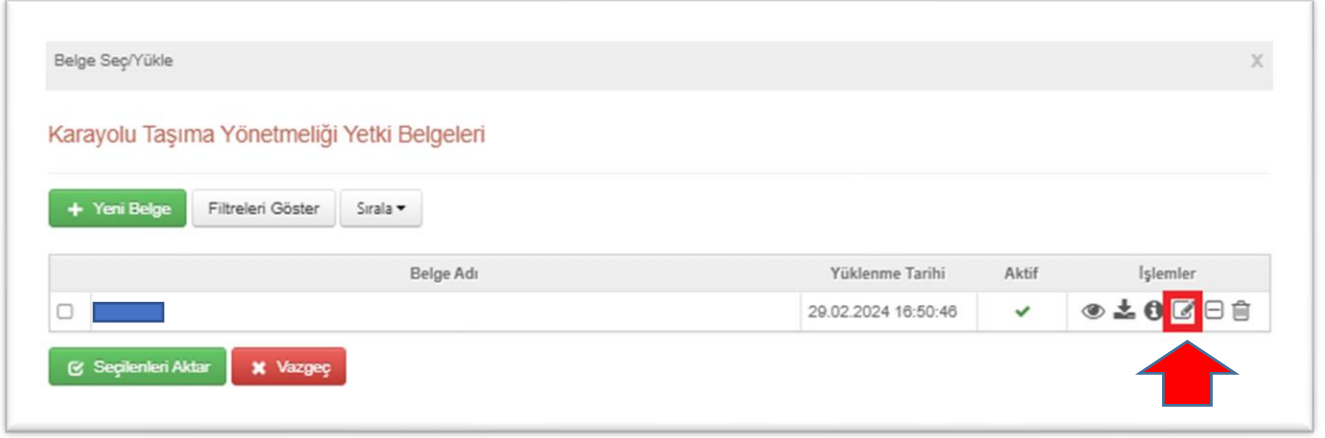 Belge Seç/Yükle X
Karayolu Taşıma Yönetmeliği Yetki Belgeleri
+ Yeni Belge Filtreleri Göster Sırala
Belge Adı Yüklenme Tarihi Aktif İşlemler
29.02.2024 16:50:46
Seçilenleri Aktar Vazgeç